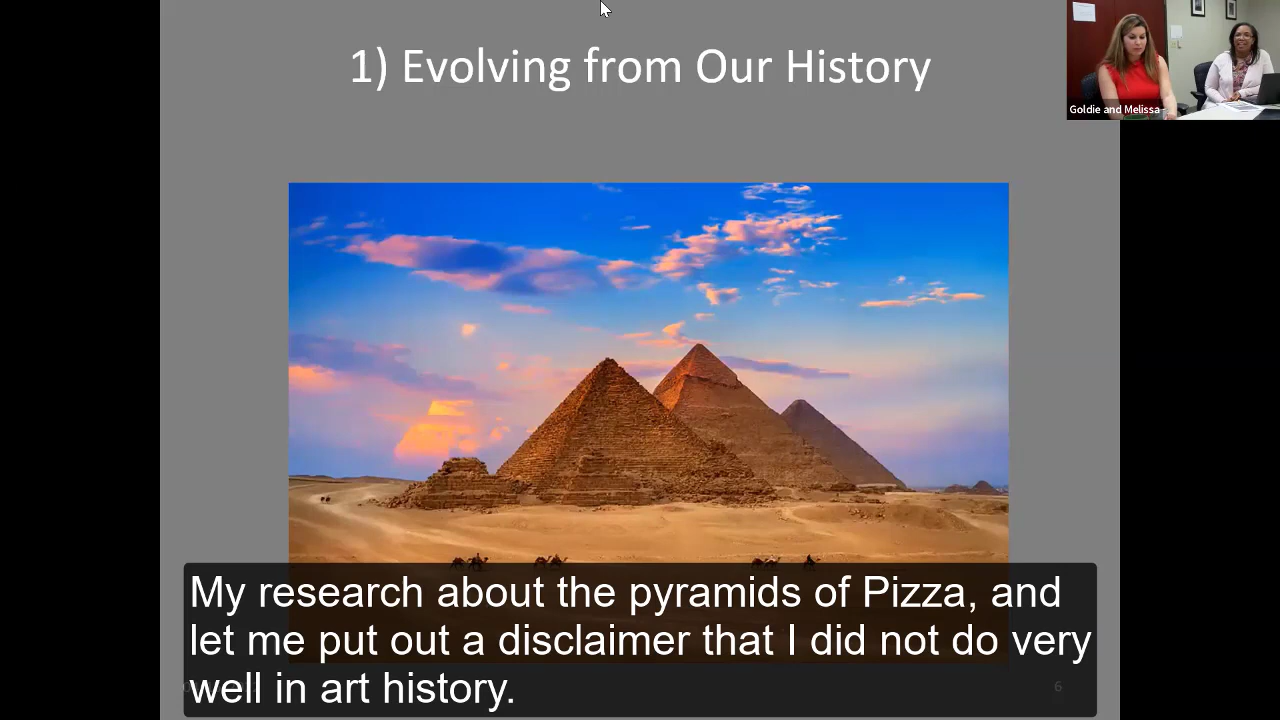 1) Evolving from Our History
Goldie and Melissa
My research about the pyramids of Pizza, and
let me put out a disclaimer that I did not do very
well in art history.
6